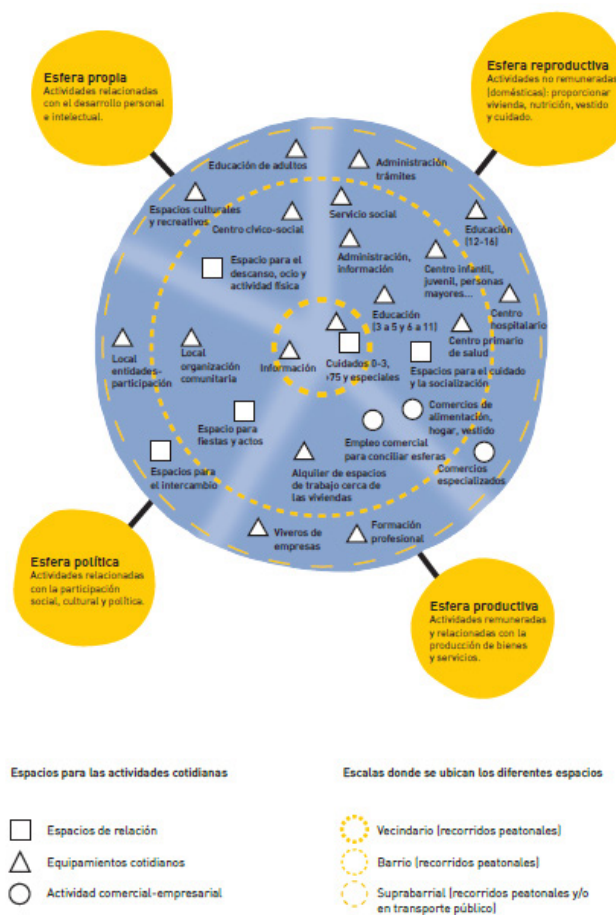 Esfera propia
Actividades relacionadas
con el desarrollo personal
e intelectual.
Esfera reproductiva
Actividades no remuneradas
(domésticas): proporcionar
vivienda, nutrición, vestido
y cuidado.
Educación de adultos
Administración
trámites
Espacios culturales
y recreativos
Centro cívico-social
Servicio social
Educación
(12-16)
Administración,
información
Espacio para el
descanso, ocio y
actividad física
Centro infantil,
juvenil, personas
mayores...
Educación
(3 a 5 y 6 a 11)
Centro
hospitalario
Centro primario
de salud
Local
entidades-
participación
Local
organización
comunitaria
Información
Cuidados 0-3,
>75 y especiales
Espacios para el cuidado
y la socialización
Espacio para
fiestas y actos
Comercios de
alimentación,
hogar, vestido
Empleo comercial
para conciliar esferas
Espacios para
el intercambio
Alquiler de espacios
de trabajo cerca de
las viviendas
Comercios
especializados
Viveros de
empresas
Formación
profesional
Esfera política
Actividades relacionadas
con la participación
social, cultural y política.
Esfera productiva
Actividades remuneradas
y relacionadas con la
producción de bienes
y servicios.
Espacios para las actividades cotidianas
Espacios de relación
Equipamientos cotidianos
Actividad comercial-empresarial
Escalas donde se ubican los diferentes espacios
Vecindario (recorridos peatonales)
Barrio (recorridos peatonales)
Suprabarrial (recorridos peatonales y/o
en transporte público)